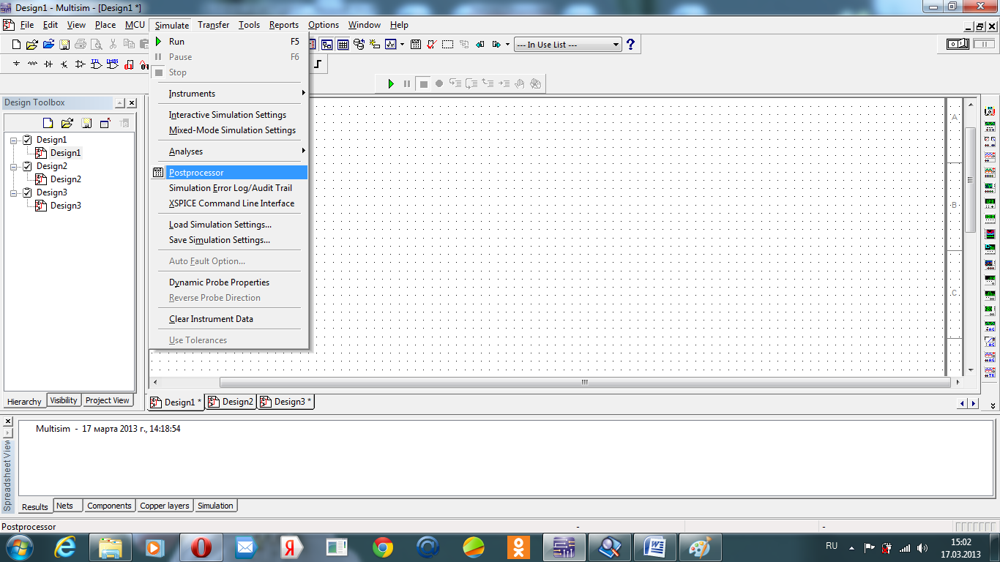 Design1 - Multisim - [Design1 *]
File Edit View Place MCU Simulate Transfer Tools Reports Options Window Help
--- In Use List ---
Run F5
Pause F6
Stop
Instruments
Interactive Simulation Settings
Mixed-Mode Simulation Settings
Analyses
Postprocessor
Simulation Error Log/Audit Trail
XSPICE Command Line Interface
Load Simulation Settings...
Save Simulation Settings...
Auto Fault Option...
Dynamic Probe Properties
Reverse Probe Direction
Clear Instrument Data
Use Tolerances
Design Toolbox
Design1
Design1
Design2
Design2
Design3
Design3
Hierarchy Visibility Project View
A
B
C
Design1 * Design2 Design3 *
Multisim - 17 марта 2013 г., 14:18:54
Spreadsheet View
Results Nets Components Copper layers Simulation
Postprocessor - -
RU 15:02
17.03.2013